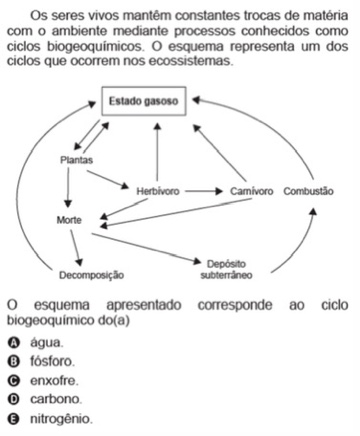 Os seres vivos mantêm constantes trocas de matéria
com o ambiente mediante processos conhecidos como
ciclos biogeoquímicos. O esquema representa um dos
ciclos que ocorrem nos ecossistemas.
Estado gasoso
Plantas
Herbívoro
Carnívoro
Combustão
Morte
Decomposição
Depósito
subterrâneo
O esquema apresentado corresponde ao ciclo
biogeoquímico do(a)
A água.
B fósforo.
C enxofre.
D carbono.
E nitrogênio.